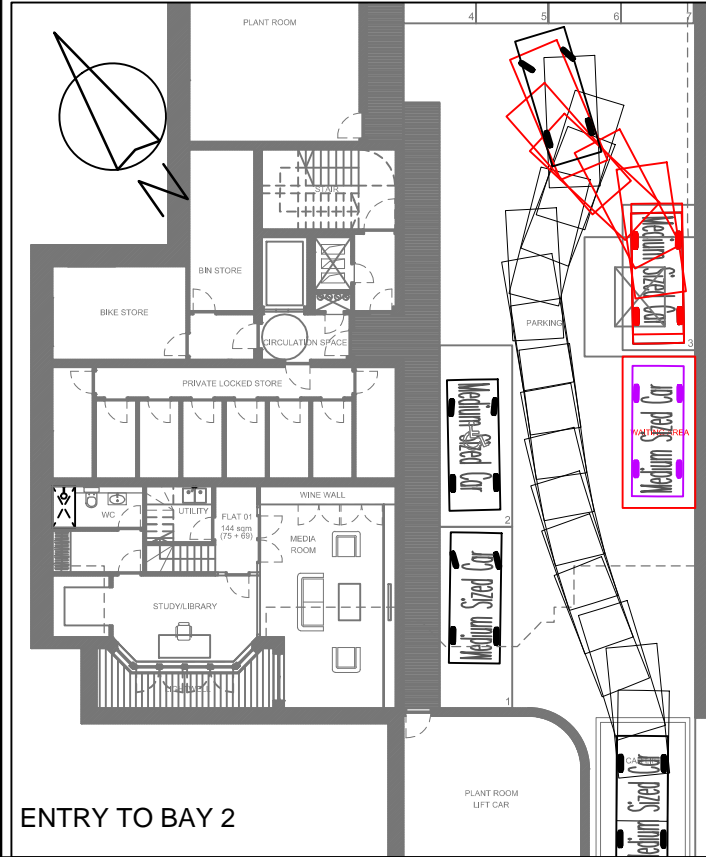 PLANT ROOM
4
5
6
7
N
STAIR
BIN STORE
BIKE STORE
CIRCULATION SPACE
PARKING
Medium Sized Car
3
PRIVATE LOCKED STORE
Medium Sized Car
Medium Sized Car
WAITING AREA
WINE WALL
2
WC
UTILITY
FLAT 01
144 sqm
(75 + 69)
MEDIA
ROOM
STUDY/LIBRARY
Medium Sized Car
1
Medium Sized Car
PLANT ROOM
LIFT CAR
Medium Sized Car
ENTRY TO BAY 2